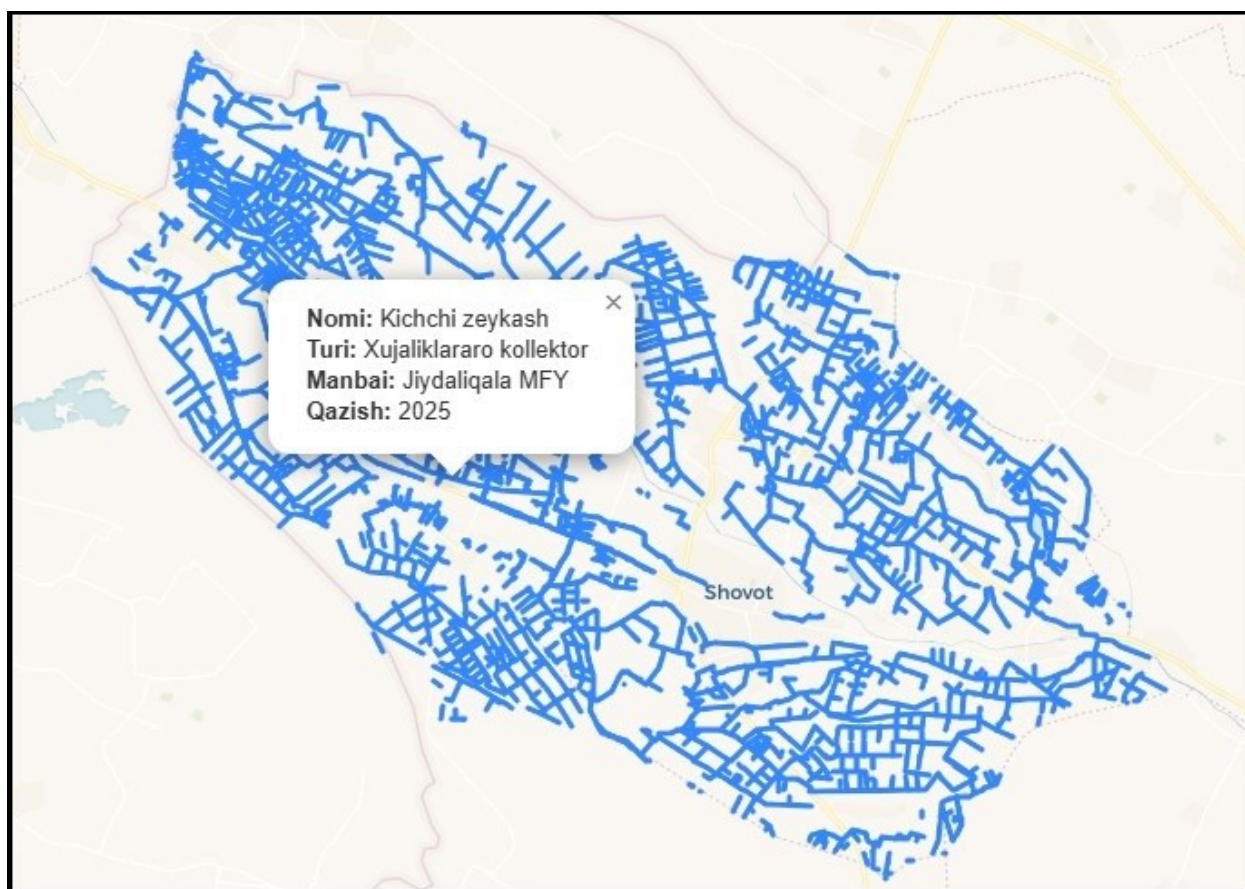 Nomi: Kichchi zeykash
Turi: Xujaliklararo kollektor
Manbai: Jiydaliqala MFY
Qazish: 2025
Shovot